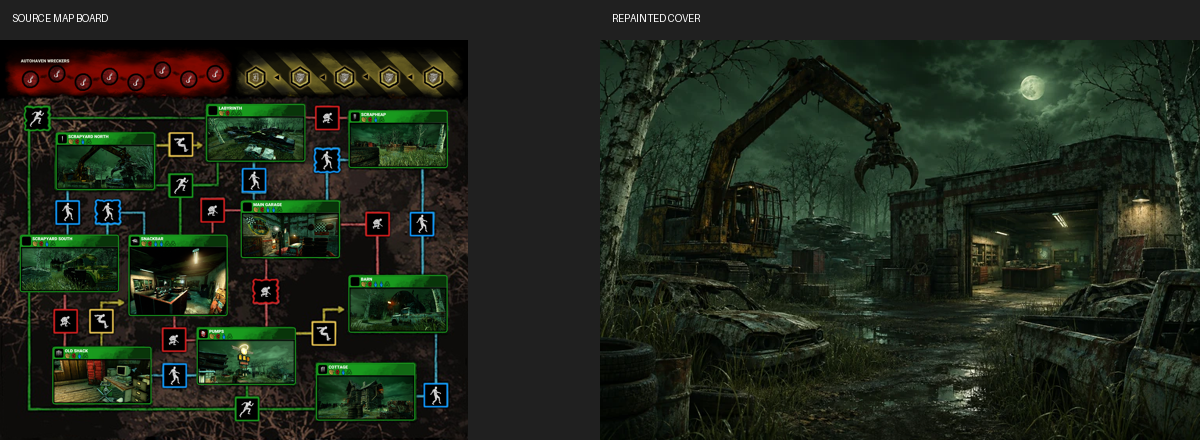 SOURCE MAP BOARD
REPAINTED COVER
AUTOHAVEN WRECKERS
LABYRINTH
SCRAPHEAP
SCRAPYARD NORTH
MAIN GARAGE
SCRAPYARD SOUTH
SNACKBAR
BARN
PUMPS
OLD SHACK
COTTAGE